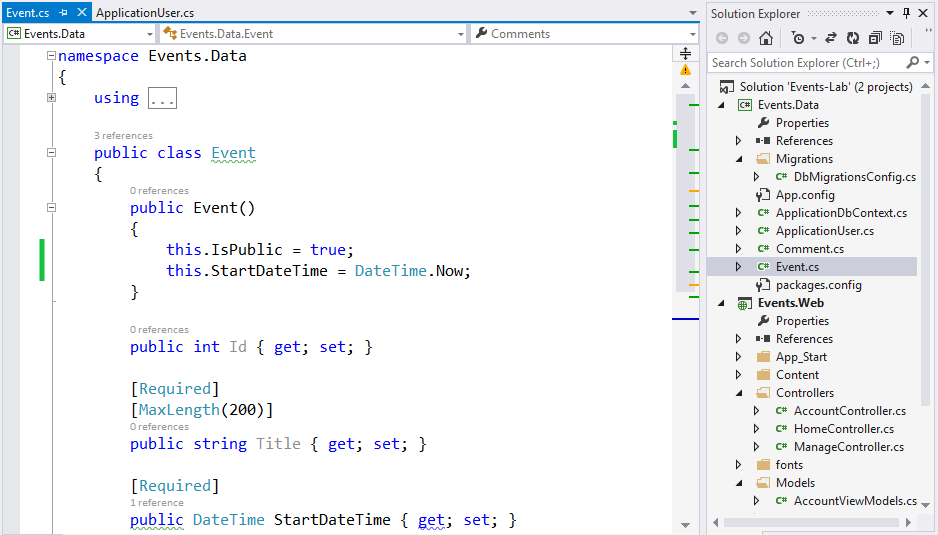 Event.cs
ApplicationUser.cs
Events.Data
Events.Data.Event
Comments
namespace Events.Data
{
using ...
3 references
public class Event
{
0 references
public Event()
{
this.IsPublic = true;
this.StartDateTime = DateTime.Now;
}
0 references
public int Id { get; set; }
[Required]
[MaxLength(200)]
0 references
public string Title { get; set; }
[Required]
1 reference
public DateTime StartDateTime { get; set; }
Solution Explorer
Search Solution Explorer (Ctrl+;)
Solution 'Events-Lab' (2 projects)
Events.Data
Properties
References
Migrations
C# DbMigrationsConfig.cs
App.config
C# ApplicationDbContext.cs
C# ApplicationUser.cs
C# Comment.cs
C# Event.cs
packages.config
Events.Web
Properties
References
App_Start
Content
Controllers
C# AccountController.cs
C# HomeController.cs
C# ManageController.cs
fonts
Models
C# AccountViewModels.cs